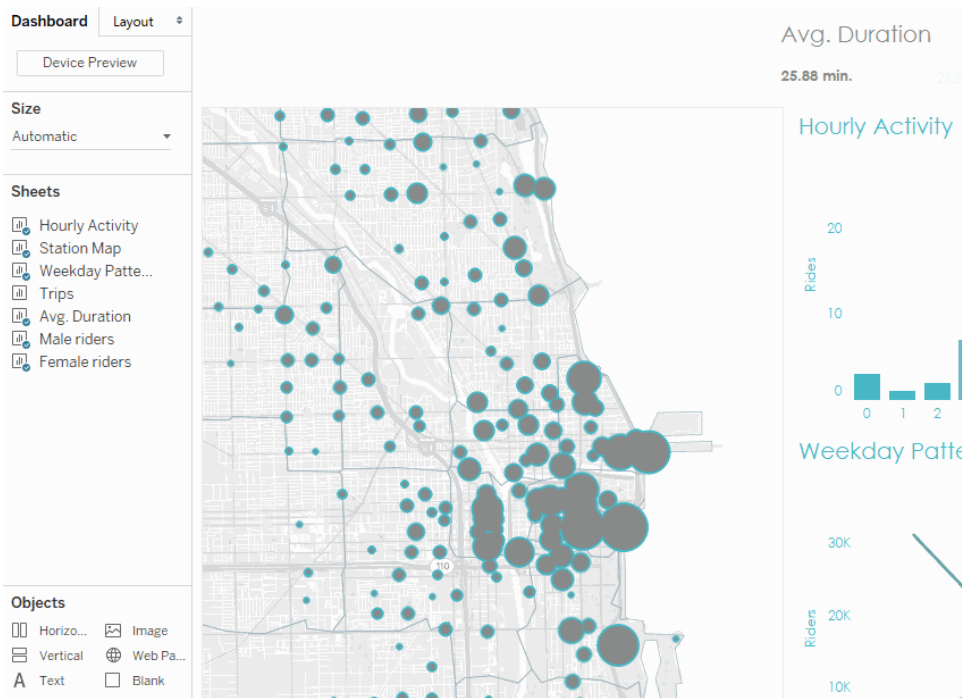 Dashboard Layout
Device Preview
Size
Automatic
Sheets
Hourly Activity
Station Map
Weekday Patte...
Trips
Avg. Duration
Male riders
Female riders
Objects
Horizo... Image
Vertical Web Pa...
A Text Blank
110
Avg. Duration
25.88 min.
Hourly Activity
20
Rides
10
0
0 1 2
Weekday Patte
30K
Riders
20K
10K